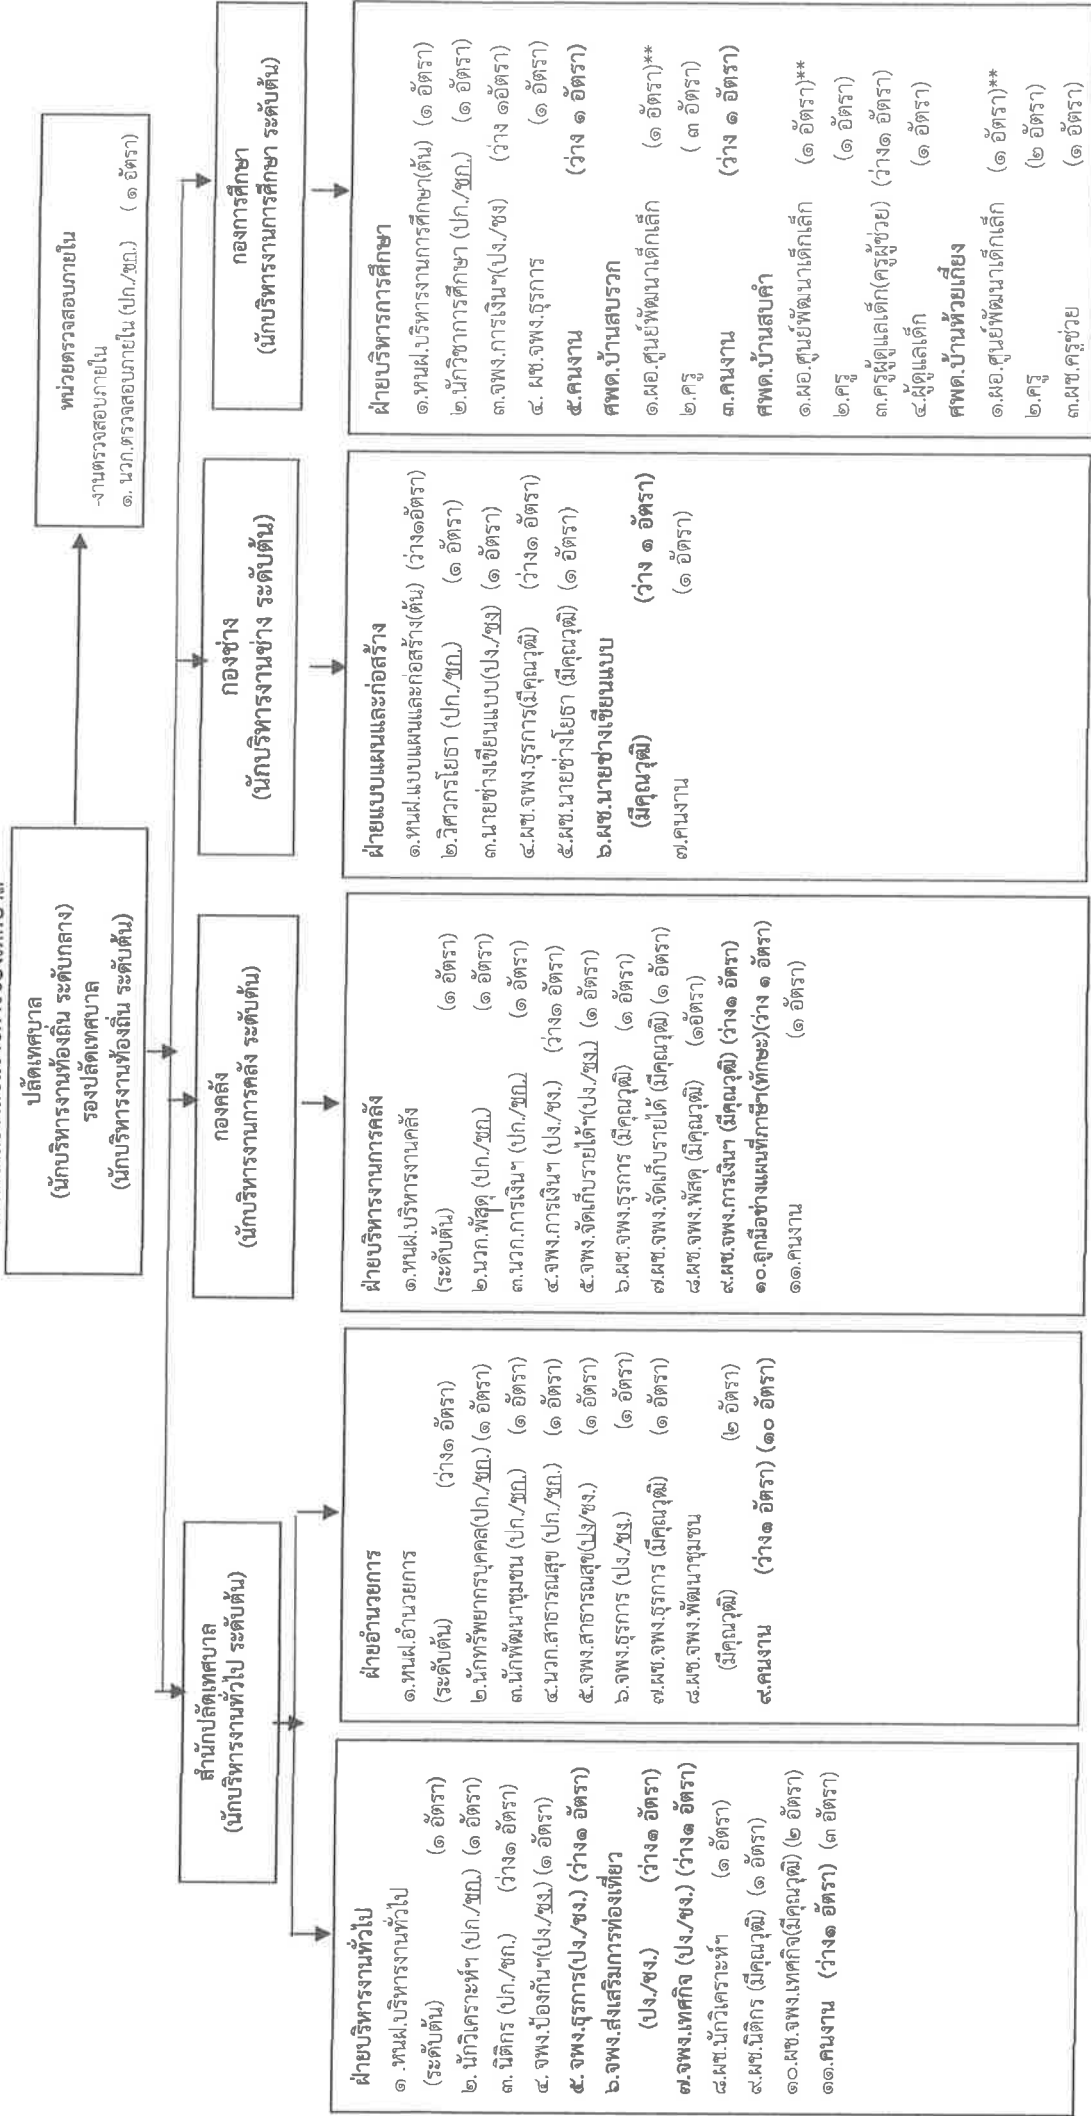 ปลัดเทศบาล
(นักบริหารงานท้องถิ่น ระดับกลาง)
รองปลัดเทศบาล
(นักบริหารงานท้องถิ่น ระดับต้น)
หน่วยตรวจสอบภายใน
-งานตรวจสอบภายใน
๑. นวก.ตรวจสอบภายใน (ปก./ชก.) ( ๑ อัตรา)
สำนักปลัดเทศบาล
(นักบริหารงานทั่วไป ระดับต้น)
กองคลัง
(นักบริหารงานการคลัง ระดับต้น)
กองช่าง
(นักบริหารงานช่าง ระดับต้น)
กองการศึกษา
(นักบริหารงานการศึกษา ระดับต้น)
ฝ่ายบริหารงานทั่วไป
๑ .หนฝ.บริหารงานทั่วไป
(ระดับต้น) (๑ อัตรา)
๒. นักวิเคราะห์ฯ (ปก./ชก.) (๑ อัตรา)
๓. นิติกร (ปก./ชก.) (ว่าง๑ อัตรา)
๔. จพง.ป้องกันฯ(ปง./ชง.) (๑ อัตรา)
๕. จพง.ธุรการ(ปง./ชง.) (ว่าง๑ อัตรา)
๖.จพง.ส่งเสริมการท่องเที่ยว
(ปง./ชง.) (ว่าง๑ อัตรา)
๗.จพง.เทศกิจ (ปง./ชง.) (ว่าง๑ อัตรา)
๘.ผช.นักวิเคราะห์ฯ (๑ อัตรา)
๙.ผช.นิติกร (มีคุณวุฒิ) (๑ อัตรา)
๑๐.ผช.จพง.เทศกิจ(มีคุณวุฒิ) (๒ อัตรา)
๑๑.คนงาน (ว่าง๑ อัตรา) (๓ อัตรา)
ฝ่ายอำนวยการ
๑.หนฝ.อำนวยการ
(ระดับต้น) (ว่าง๑ อัตรา)
๒.นักทรัพยากรบุคคล(ปก./ชก.) (๑ อัตรา)
๓.นักพัฒนาชุมชน (ปก./ชก.) (๑ อัตรา)
๔.นวก.สาธารณสุข (ปก./ชก.) (๑ อัตรา)
๕.จพง.สาธารณสุข(ปง/ชง.) (๑ อัตรา)
๖.จพง.ธุรการ (ปง./ชง.) (๑ อัตรา)
๗.ผช.จพง.ธุรการ (มีคุณวุฒิ) (๑ อัตรา)
๘.ผช.จพง.พัฒนาชุมชน
(มีคุณวุฒิ) (๒ อัตรา)
๙.คนงาน (ว่าง๑ อัตรา) (๑๐ อัตรา)
ฝ่ายบริหารงานการคลัง
๑.หนฝ.บริหารงานคลัง
(ระดับต้น) (๑ อัตรา)
๒.นวก.พัสดุ (ปก./ชก.) (๑ อัตรา)
๓.นวก.การเงินฯ (ปก./ชก.) (๑ อัตรา)
๔.จพง.การเงินฯ (ปง./ชง.) (ว่าง๑ อัตรา)
๕.จพง.จัดเก็บรายได้ฯ(ปง./ชง.) (๑ อัตรา)
๖.ผช.จพง.ธุรการ (มีคุณวุฒิ) (๑ อัตรา)
๗.ผช.จพง.จัดเก็บรายได้ (มีคุณวุฒิ) (๑ อัตรา)
๘.ผช.จพง.พัสดุ (มีคุณวุฒิ) (๑อัตรา)
๙.ผช.จพง.การเงินฯ (มีคุณวุฒิ) (ว่าง๑ อัตรา)
๑๐.ลูกมือช่างแผนที่ภาษีฯ(ทักษะ)(ว่าง ๑ อัตรา)
๑๑.คนงาน (๑ อัตรา)
ฝ่ายแบบแผนและก่อสร้าง
๑.หนฝ.แบบแผนและก่อสร้าง(ต้น) (ว่าง๑อัตรา)
๒.วิศวกรโยธา (ปก./ชก.) (๑ อัตรา)
๓.นายช่างเขียนแบบ(ปง./ชง) (๑ อัตรา)
๔.ผช.จพง.ธุรการ(มีคุณวุฒิ) (ว่าง๑ อัตรา)
๕.ผช.นายช่างโยธา (มีคุณวุฒิ) (๑ อัตรา)
๖.ผช.นายช่างเขียนแบบ
(มีคุณวุฒิ) (ว่าง ๑ อัตรา)
๗.คนงาน (๑ อัตรา)
ฝ่ายบริหารการศึกษา
๑.หนฝ.บริหารงานการศึกษา(ต้น) (๑ อัตรา)
๒.นักวิชาการศึกษา (ปก./ชก.) (๑ อัตรา)
๓.จพง.การเงินฯ(ปง./ชง) (ว่าง ๑อัตรา)
๔. ผช.จพง.ธุรการ (๑ อัตรา)
๕.คนงาน (ว่าง ๑ อัตรา)
ศพด.บ้านสบรวก
๑.ผอ.ศูนย์พัฒนาเด็กเล็ก (๑ อัตรา)**
๒.ครู ( ๓ อัตรา)
๓.คนงาน (ว่าง ๑ อัตรา)
ศพด.บ้านสบคำ
๑.ผอ.ศูนย์พัฒนาเด็กเล็ก (๑ อัตรา)**
๒.ครู (๑ อัตรา)
๓.ครูผู้ดูแลเด็ก(ครูผู้ช่วย) (ว่าง๑ อัตรา)
๔.ผู้ดูแลเด็ก (๑ อัตรา)
ศพด.บ้านห้วยเกี๋ยง
๑.ผอ.ศูนย์พัฒนาเด็กเล็ก (๑ อัตรา)**
๒.ครู (๒ อัตรา)
๓.ผช.ครูช่วย (๑ อัตรา)